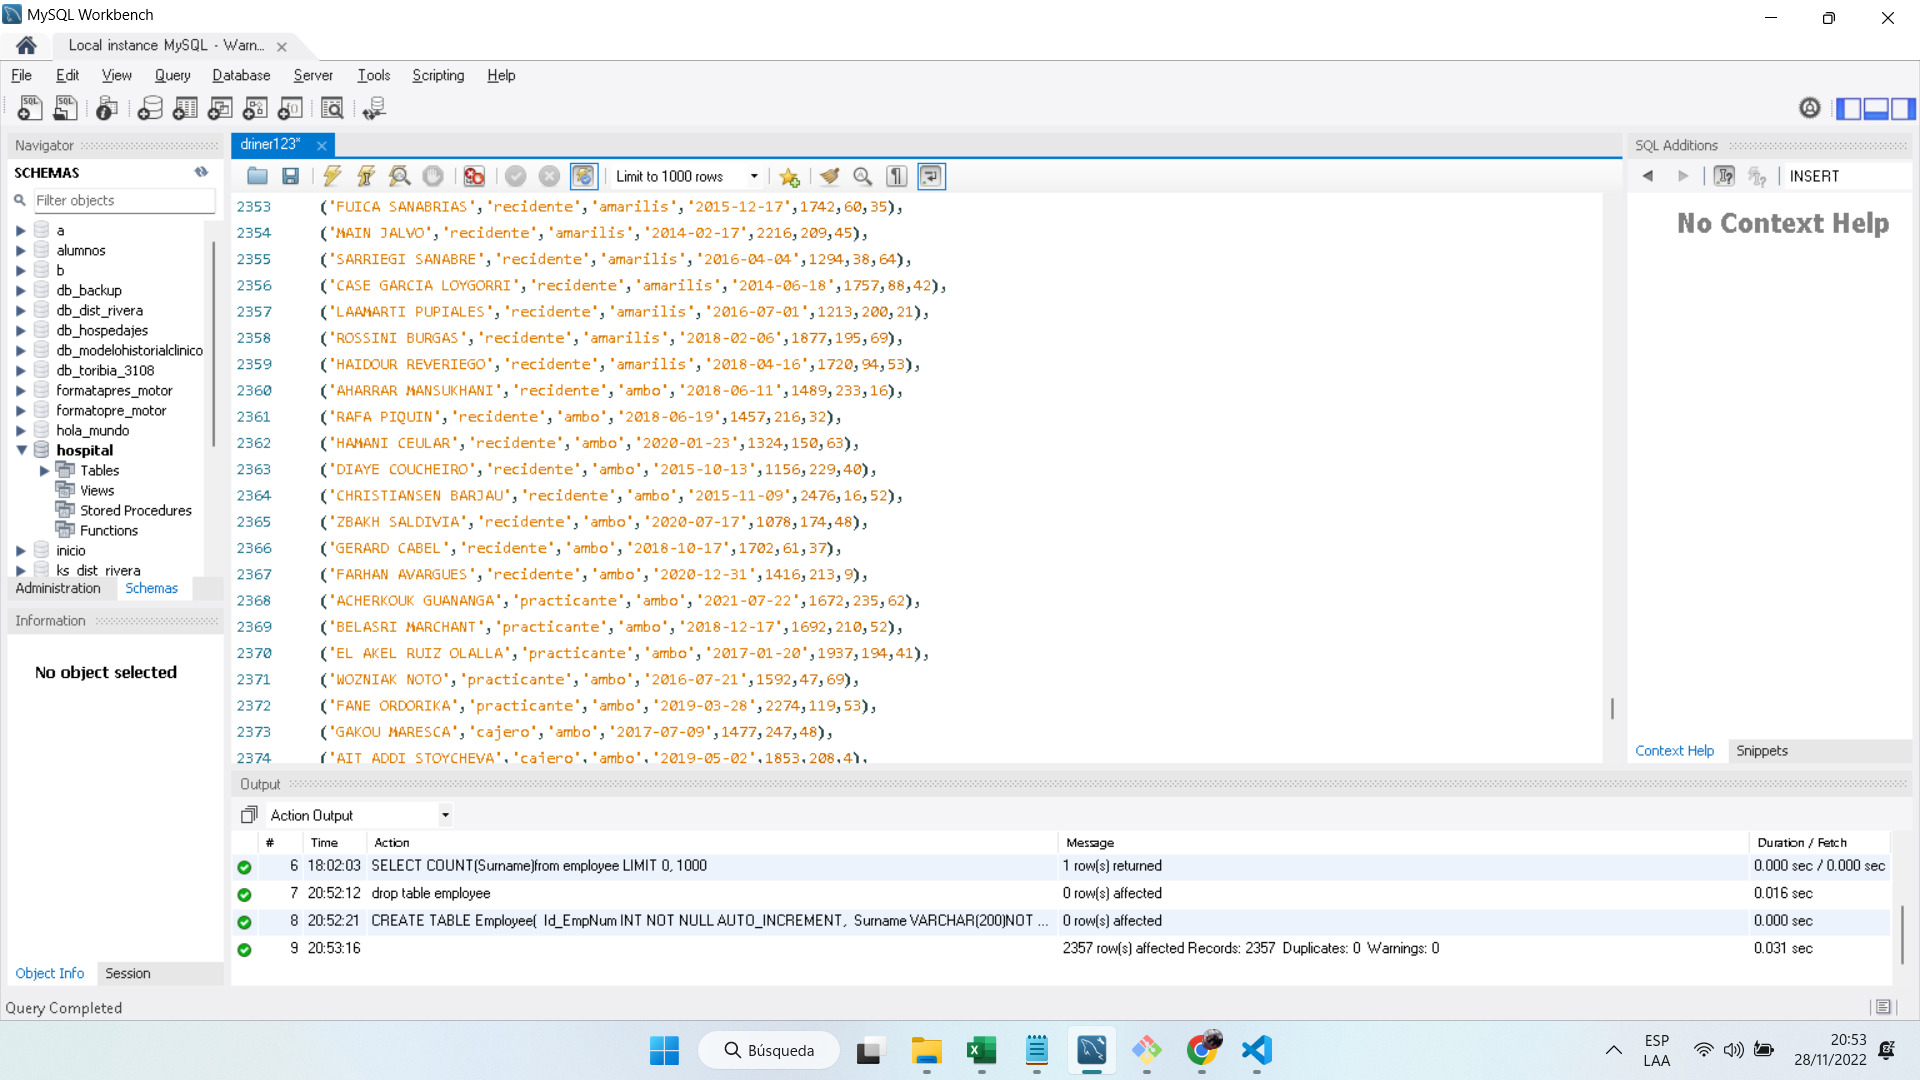 MySQL Workbench
Local instance MySQL - Warn...
File Edit View Query Database Server Tools Scripting Help
Navigator
SCHEMAS
Filter objects
a
alumnos
b
db_backup
db_dist_rivera
db_hospedajes
db_modelohistorialclinico
db_toribia_3108
formatapres_motor
formatopre_motor
hola_mundo
hospital
Tables
Views
Stored Procedures
Functions
inicio
ks_dist_rivera
Administration Schemas
Information
No object selected
Object Info Session
Query Completed
driner123*
Limit to 1000 rows
2353 ('FUICA SANABRIAS','recidente','amarilis','2015-12-17',1742,60,35),
2354 ('MAIN JALVO','recidente','amarilis','2014-02-17',2216,209,45),
2355 ('SARRIEGI SANABRE','recidente','amarilis','2016-04-04',1294,38,64),
2356 ('CASE GARCIA LOYGORRI','recidente','amarilis','2014-06-18',1757,88,42),
2357 ('LAAMARTI PUPIALES','recidente','amarilis','2016-07-01',1213,200,21),
2358 ('ROSSINI BURGAS','recidente','amarilis','2018-02-06',1877,195,69),
2359 ('HAIDOUR REVERIEGO','recidente','amarilis','2018-04-16',1720,94,53),
2360 ('AHARRAR MANSUKHANI','recidente','ambo','2018-06-11',1489,233,16),
2361 ('RAFA PIQUIN','recidente','ambo','2018-06-19',1457,216,32),
2362 ('HAMANI CEULAR','recidente','ambo','2020-01-23',1324,150,63),
2363 ('DIAYE COUCHEIRO','recidente','ambo','2015-10-13',1156,229,40),
2364 ('CHRISTIANSEN BARJAU','recidente','ambo','2015-11-09',2476,16,52),
2365 ('ZBAKH SALDIVIA','recidente','ambo','2020-07-17',1078,174,48),
2366 ('GERARD CABEL','recidente','ambo','2018-10-17',1702,61,37),
2367 ('FARHAN AVARGUES','recidente','ambo','2020-12-31',1416,213,9),
2368 ('ACHERKOUK GUANANGA','practicante','ambo','2021-07-22',1672,235,62),
2369 ('BELASRI MARCHANT','practicante','ambo','2018-12-17',1692,210,52),
2370 ('EL AKEL RUIZ OLALLA','practicante','ambo','2017-01-20',1937,194,41),
2371 ('WOZNIAK NOTO','practicante','ambo','2016-07-21',1592,47,69),
2372 ('FANE ORDORIKA','practicante','ambo','2019-03-28',2274,119,53),
2373 ('GAKOU MARESCA','cajero','ambo','2017-07-09',1477,247,48),
2374 ('AIT ADDI STOYCHEVA','cajero','ambo','2019-05-02',1853,208,4),
SQL Additions
INSERT
No Context Help
Context Help Snippets
Output
Action Output
# Time Action Message Duration / Fetch
6 18:02:03 SELECT COUNT(Surname)from employee LIMIT 0, 1000 1 row(s) returned 0.000 sec / 0.000 sec
7 20:52:12 drop table employee 0 row(s) affected 0.016 sec
8 20:52:21 CREATE TABLE Employee( Id_EmpNum INT NOT NULL AUTO_INCREMENT, Surname VARCHAR(200)NOT ... 0 row(s) affected 0.000 sec
9 20:53:16 2357 row(s) affected Records: 2357 Duplicates: 0 Warnings: 0 0.031 sec
Búsqueda
ESP
LAA
20:53
28/11/2022